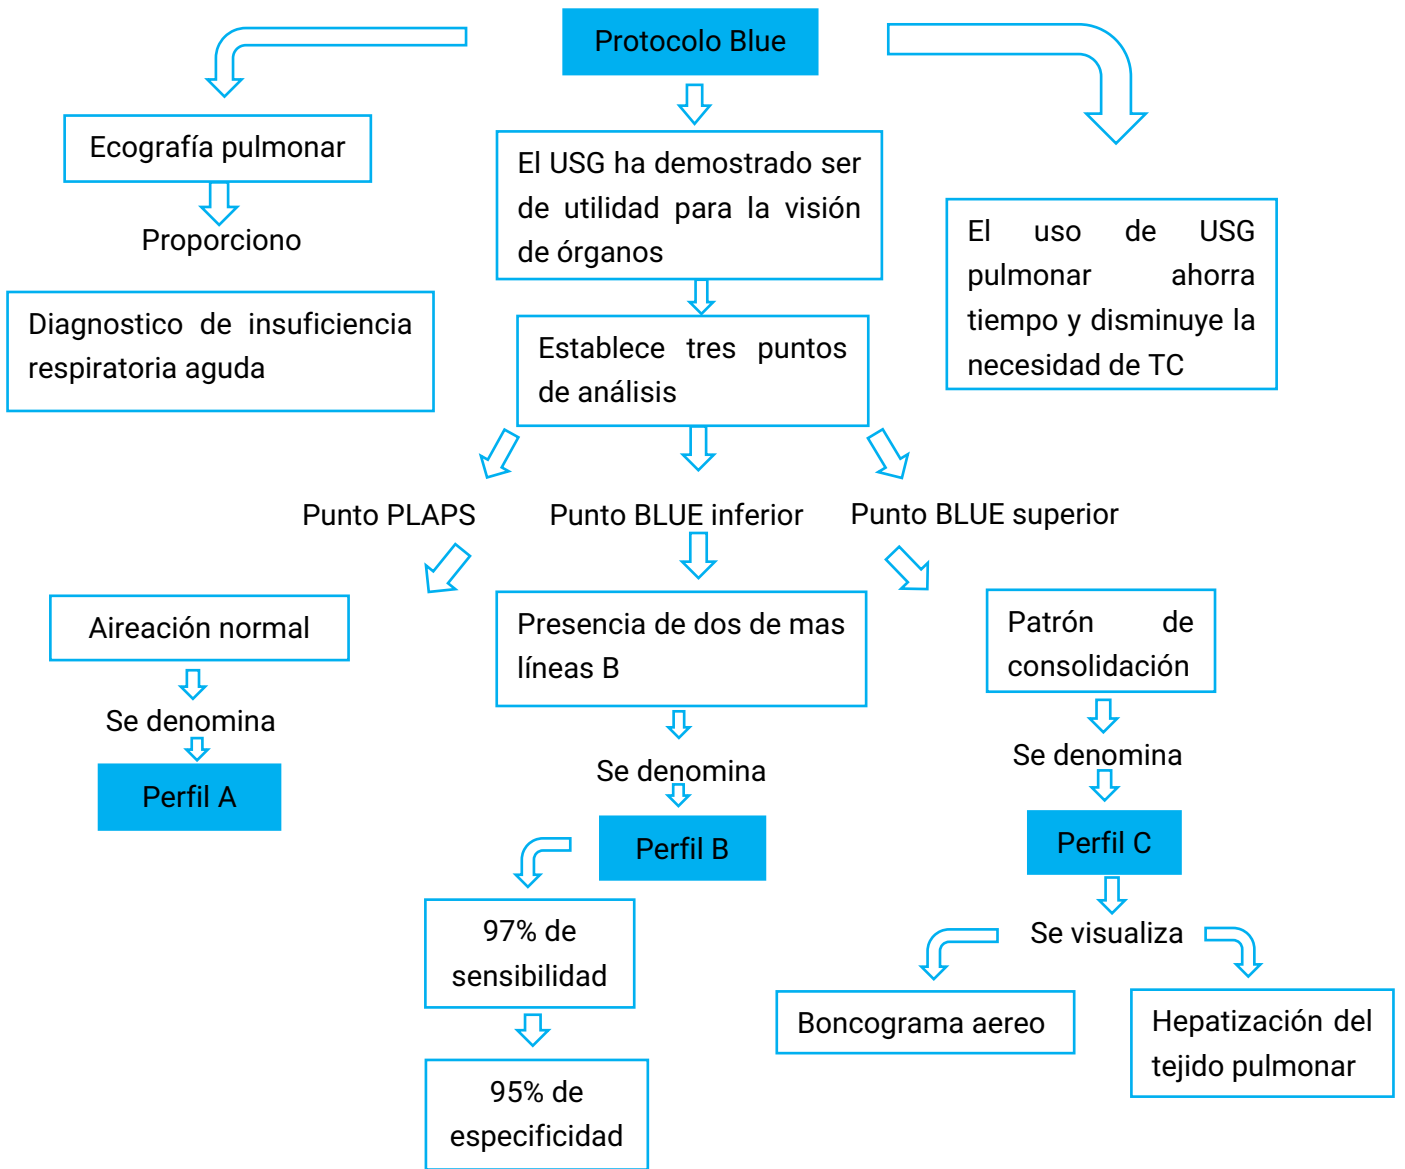 Protocolo Blue
Ecografía pulmonar
Proporciono
Diagnostico de insuficiencia
respiratoria aguda
El USG ha demostrado ser
de utilidad para la visión
de órganos
Establece tres puntos
de análisis
El uso de USG
pulmonar ahorra
tiempo y disminuye la
necesidad de TC
Punto PLAPS
Punto BLUE inferior
Punto BLUE superior
Aireación normal
Se denomina
Perfil A
Presencia de dos de mas
líneas B
Se denomina
Perfil B
97% de
sensibilidad
95% de
especificidad
Patrón de
consolidación
Se denomina
Perfil C
Se visualiza
Boncograma aereo
Hepatización del
tejido pulmonar